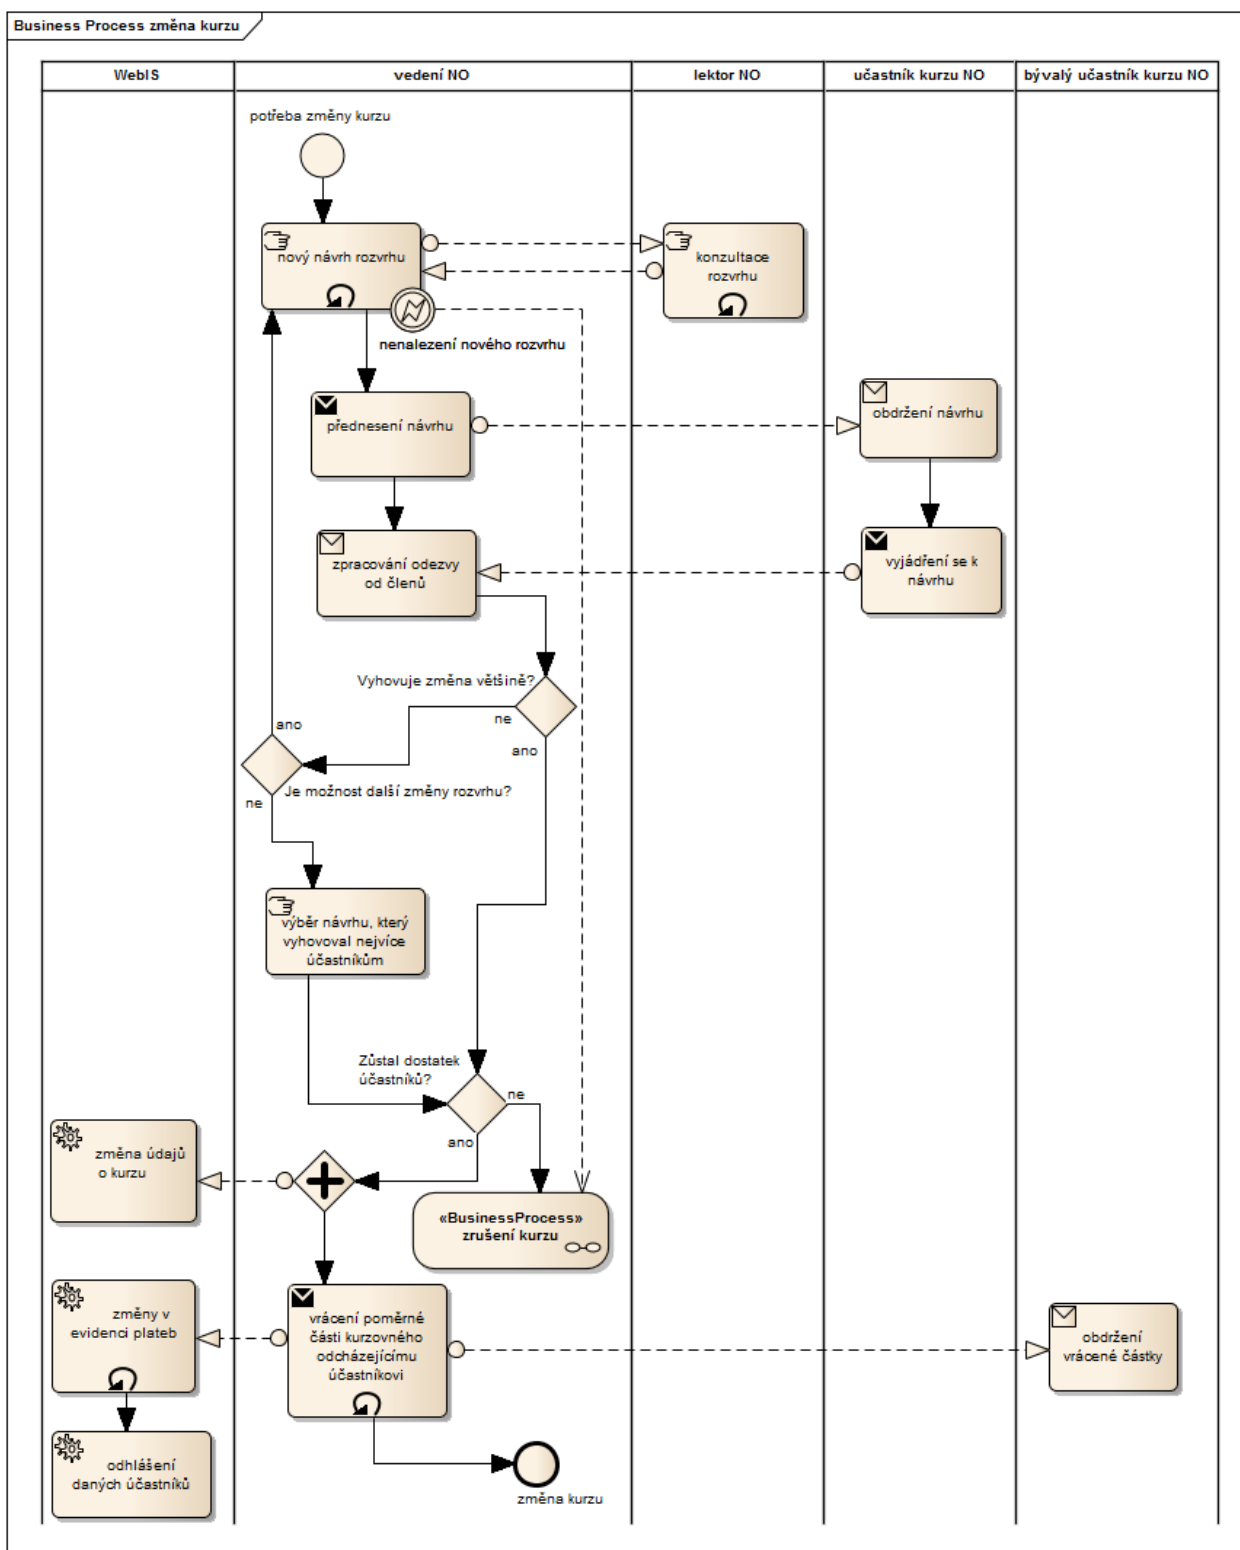 Business Process změna kurzu
WebIS
vedení NO
lektor NO
učastník kurzu NO
bývalý učastník kurzu NO
potřeba změny kurzu
nový návrh rozvrhu
konzultace
rozvrhu
nenalezení nového rozvrhu
přednesení návrhu
obdržení návrhu
zpracování odezvy
od členů
vyjádření se k
návrhu
Vyhovuje změna většině?
ne
ano
ano
Je možnost další změny rozvrhu?
ne
výběr návrhu, který
vyhovoval nejvíce
účastníkům
Zůstal dostatek
účastníků?
ne
ano
změna údajů
o kurzu
«BusinessProcess»
zrušení kurzu
změny v
evidenci plateb
vrácení poměrné
části kurzovného
odcházejícímu
účastníkovi
obdržení
vrácené částky
odhlášení
daných účastníků
změna kurzu